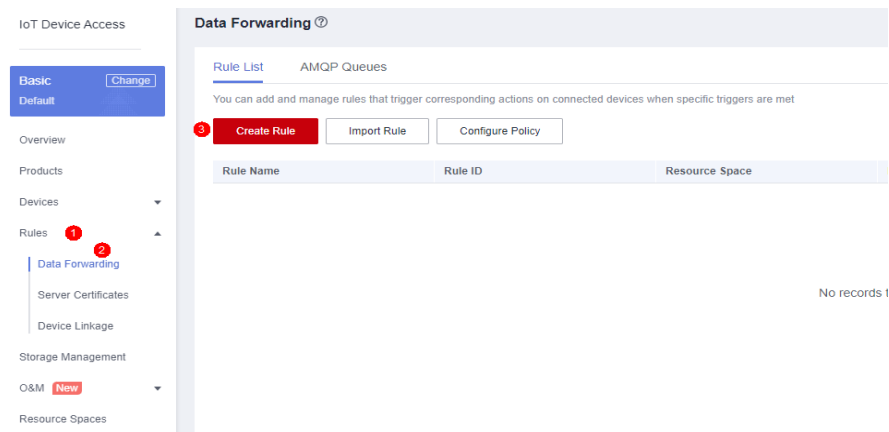 IoT Device Access
Basic
Change
Default
Overview
Products
Devices
Rules 1
2
Data Forwarding
Server Certificates
Device Linkage
Storage Management
O&M New
Resource Spaces
Data Forwarding ?
Rule List AMQP Queues
You can add and manage rules that trigger corresponding actions on connected devices when specific triggers are met
3 Create Rule Import Rule Configure Policy
Rule Name Rule ID Resource Space
No records